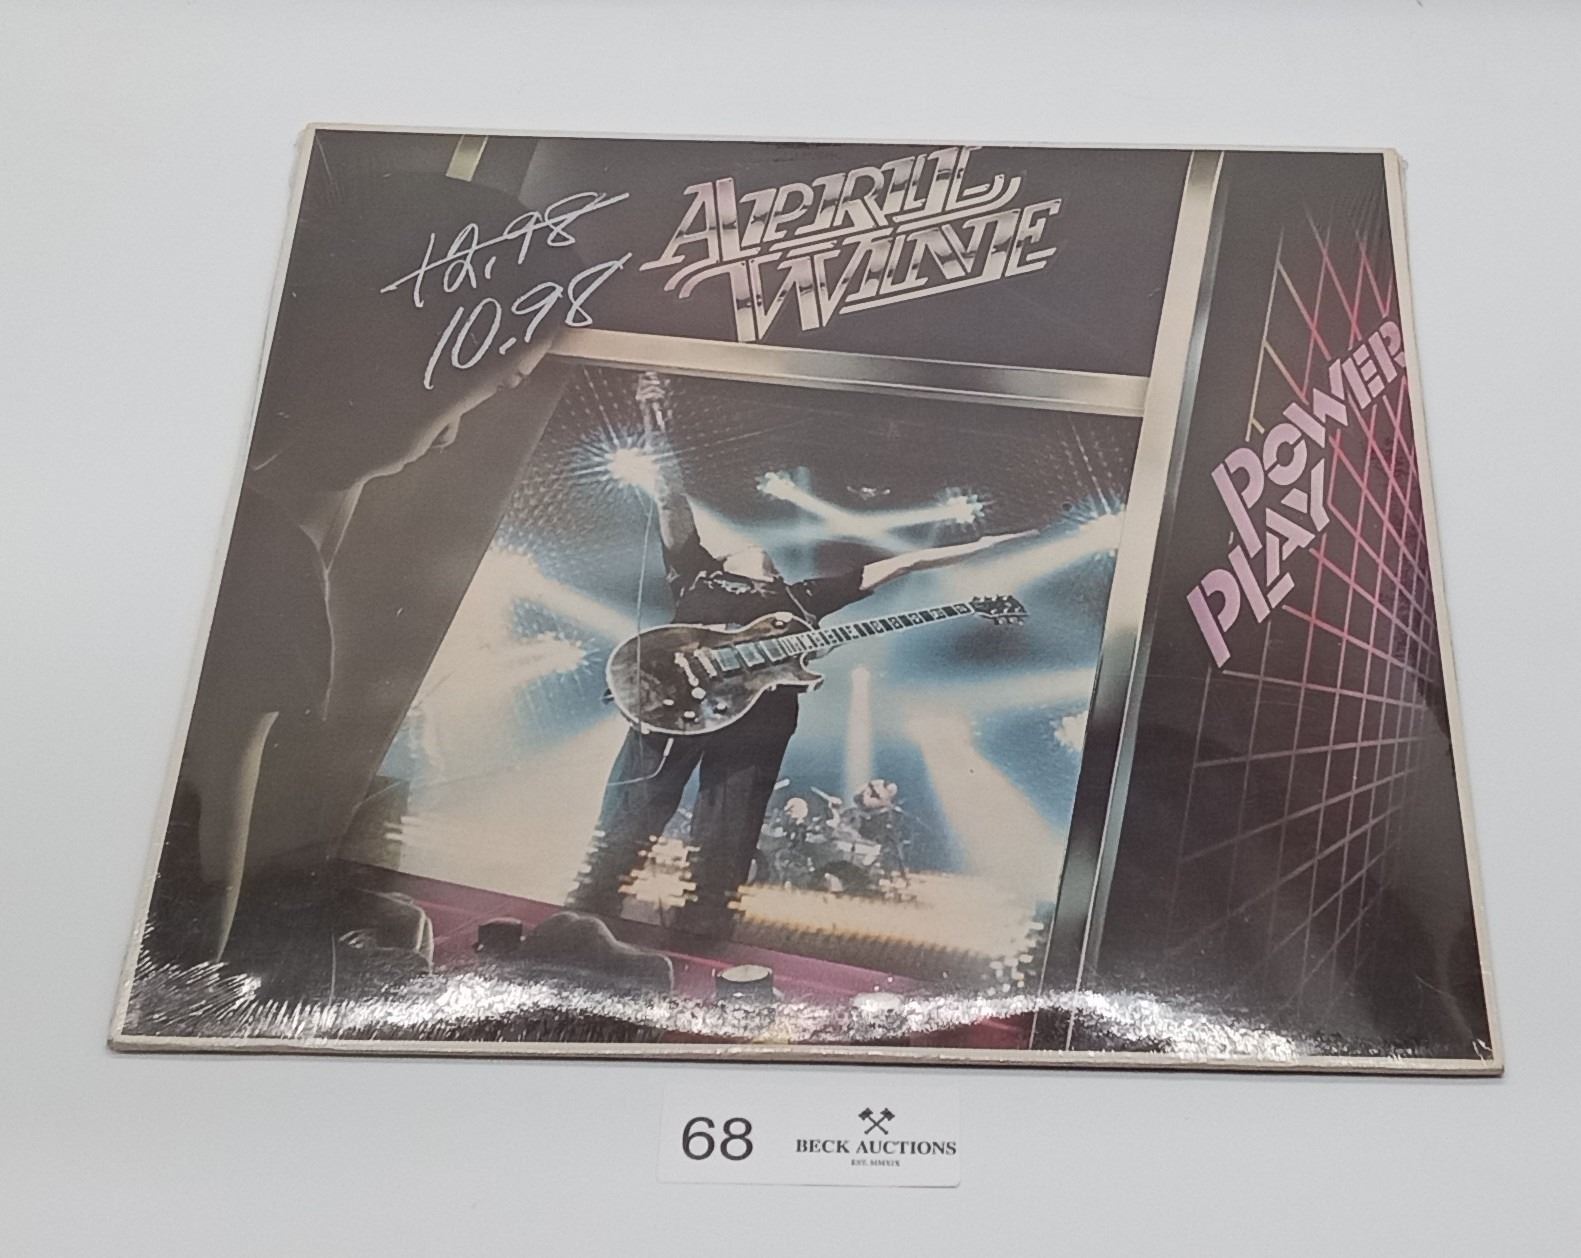 12.98
10.98
APRIL
WINE
POWER
PLAY
68
BECK AUCTIONS
EST. MMXIX